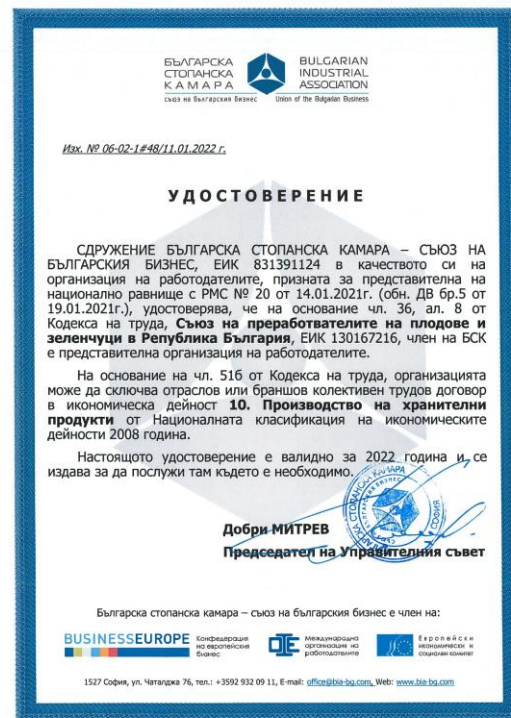 БЪЛГАРСКА
СТОПАНСКА
КАМАРА
съюз на българския бизнес
BULGARIAN
INDUSTRIAL
ASSOCIATION
Union of the Bulgarian Business
Изх. № 06-02-1#48/11.01.2022 г.
УДОСТОВЕРЕНИЕ
СДРУЖЕНИЕ БЪЛГАРСКА СТОПАНСКА КАМАРА – СЪЮЗ НА
БЪЛГАРСКИЯ БИЗНЕС, ЕИК 831391124 в качеството си на
организация на работодателите, призната за представителна на
национално равнище с РМС № 20 от 14.01.2021г. (обн. ДВ бр.5 от
19.01.2021г.), удостоверява, че на основание чл. 36, ал. 8 от
Кодекса на труда, Съюз на преработвателите на плодове и
зеленчуци в Република България, ЕИК 130167216, член на БСК
е представителна организация на работодателите.
На основание на чл. 51б от Кодекса на труда, организацията
може да сключва отраслов или браншов колективен трудов договор
в икономическа дейност 10. Производство на хранителни
продукти от Националната класификация на икономическите
дейности 2008 година.
Настоящото удостоверение е валидно за 2022 година и се
издава за да послужи там където е необходимо.
Добри МИТРЕВ
Председател на Управителния съвет
Българска стопанска камара – съюз на българския бизнес е член на:
BUSINESSEUROPE
Конфедерация
на европейския
бизнес
Международна
организация на
работодателите
Европейски
икономически и
социален комитет
1527 София, ул. Чаталджа 76, тел.: +3592 932 09 11, E-mail: office@bia-bg.com, Web: www.bia-bg.com